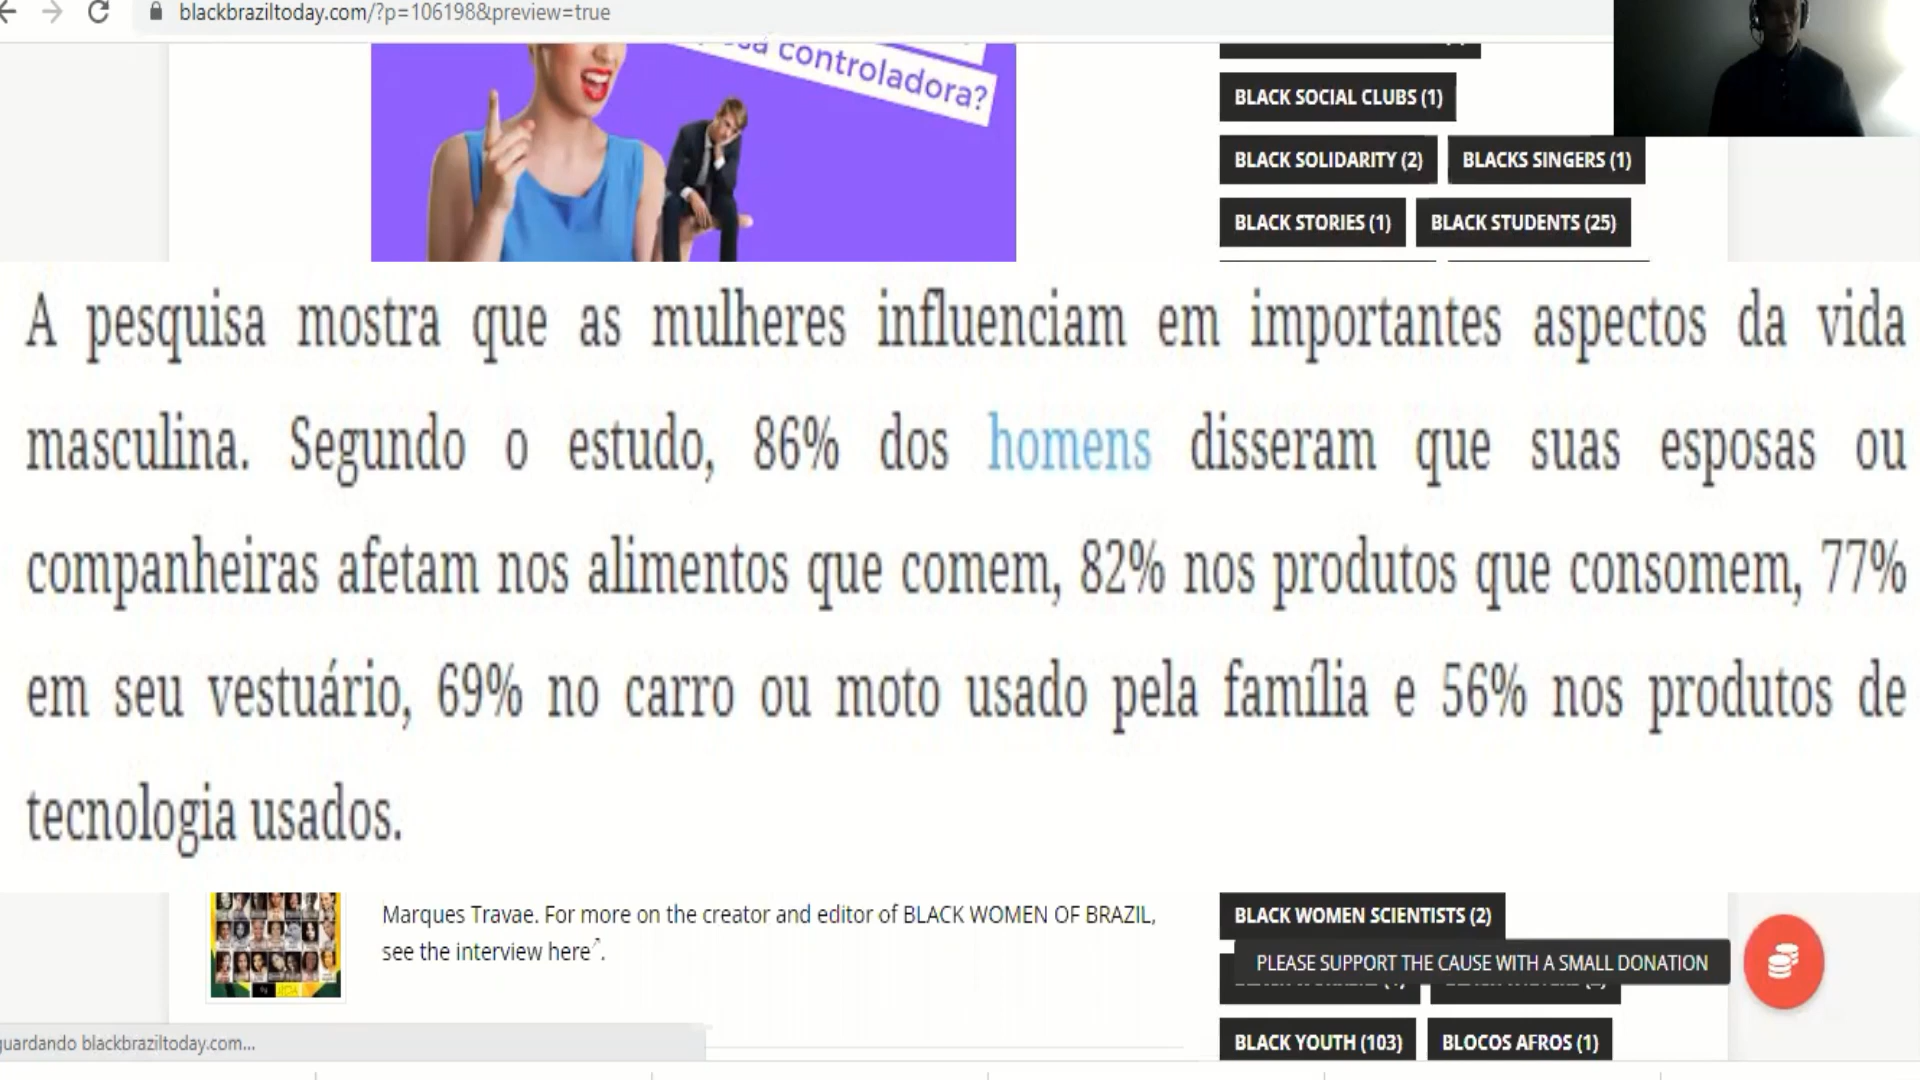 blackbraziltoday.com/?p=106198&preview=true
controladora?
BLACK SOCIAL CLUBS (1)
BLACK SOLIDARITY (2) BLACKS SINGERS (1)
BLACK STORIES (1) BLACK STUDENTS (25)
A pesquisa mostra que as mulheres influenciam em importantes aspectos da vida
masculina. Segundo o estudo, 86% dos homens disseram que suas esposas ou
companheiras afetam nos alimentos que comem, 82% nos produtos que consomem, 77%
em seu vestuário, 69% no carro ou moto usado pela família e 56% nos produtos de
tecnologia usados.
Marques Travae. For more on the creator and editor of BLACK WOMEN OF BRAZIL,
see the interview here.
BLACK WOMEN SCIENTISTS (2)
PLEASE SUPPORT THE CAUSE WITH A SMALL DONATION
BLACK YOUTH (103) BLOCOS AFROS (1)
guardando blackbraziltoday.com...